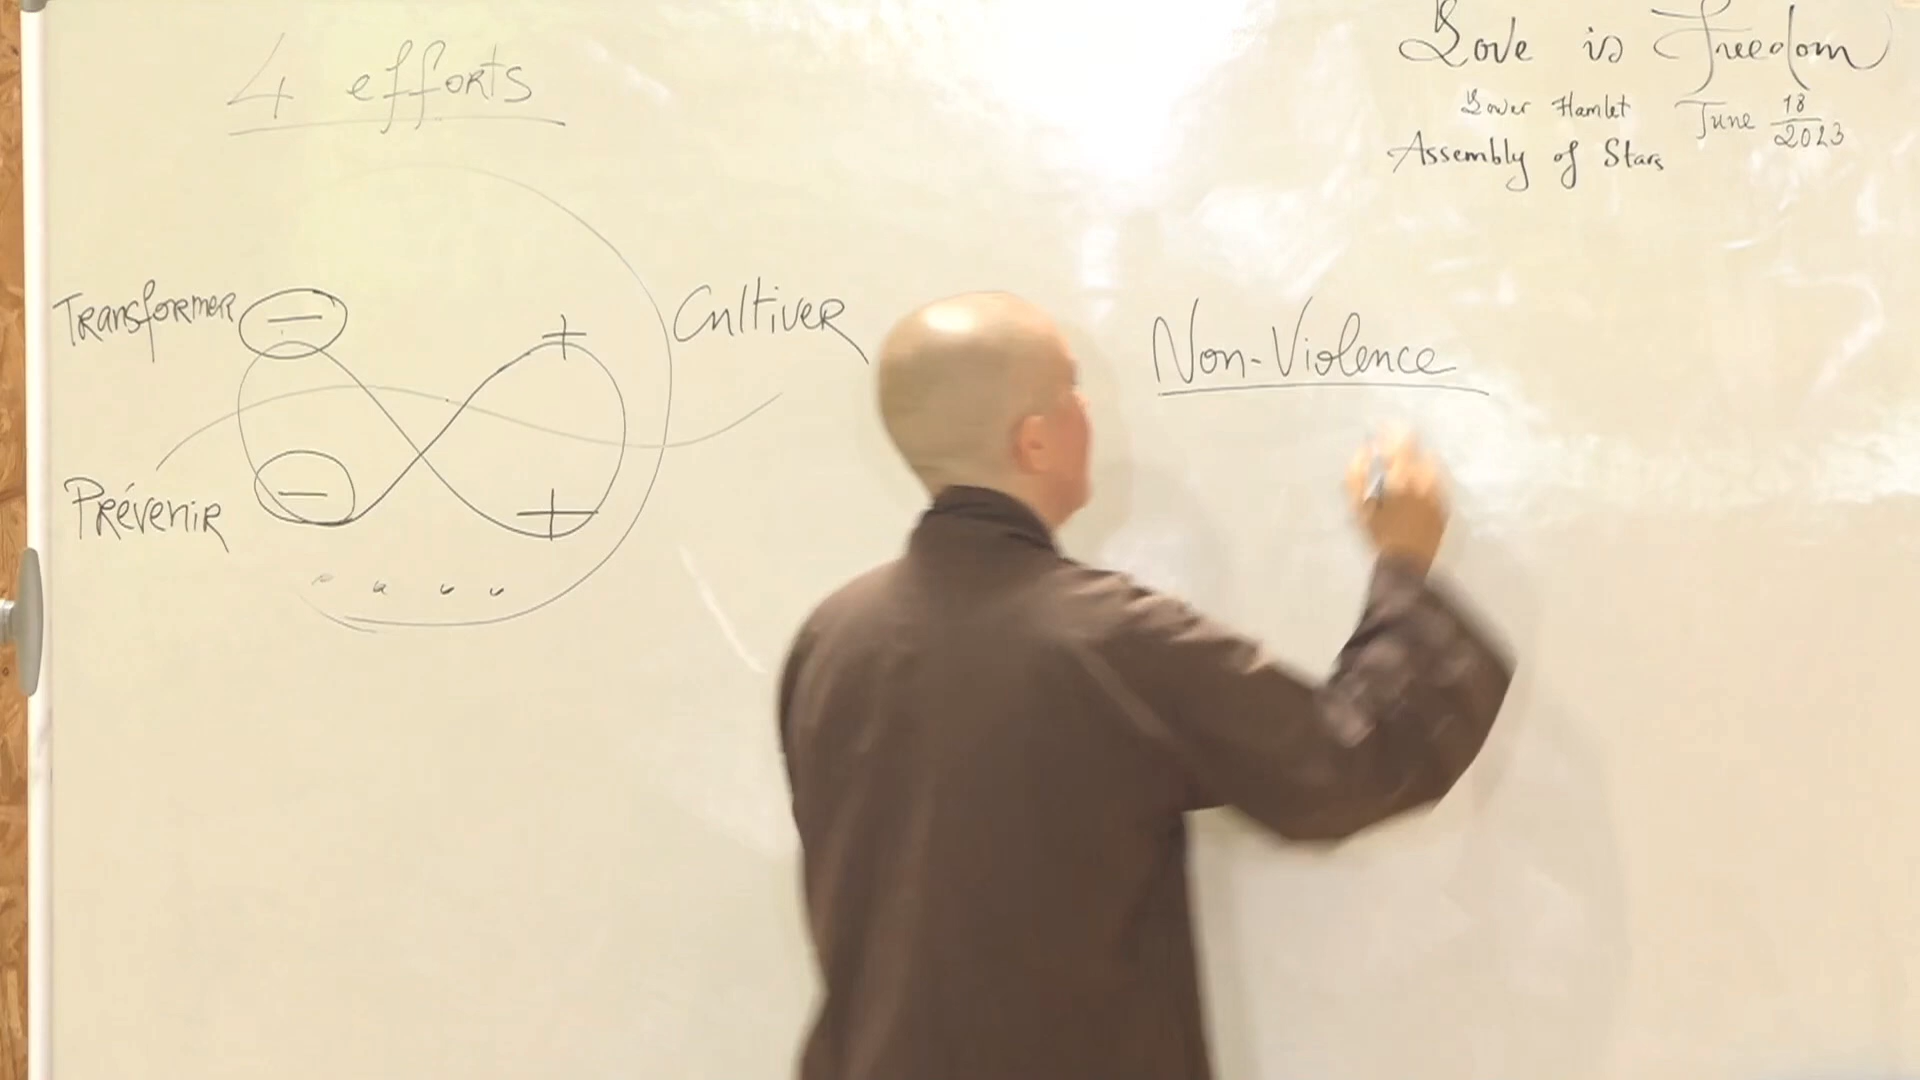 4 efforts
Love is Freedom
Lower Hamlet June 18/2023
Assembly of Stars
Transformer −
+ Cultiver
Prévenir −
+
Non-Violence